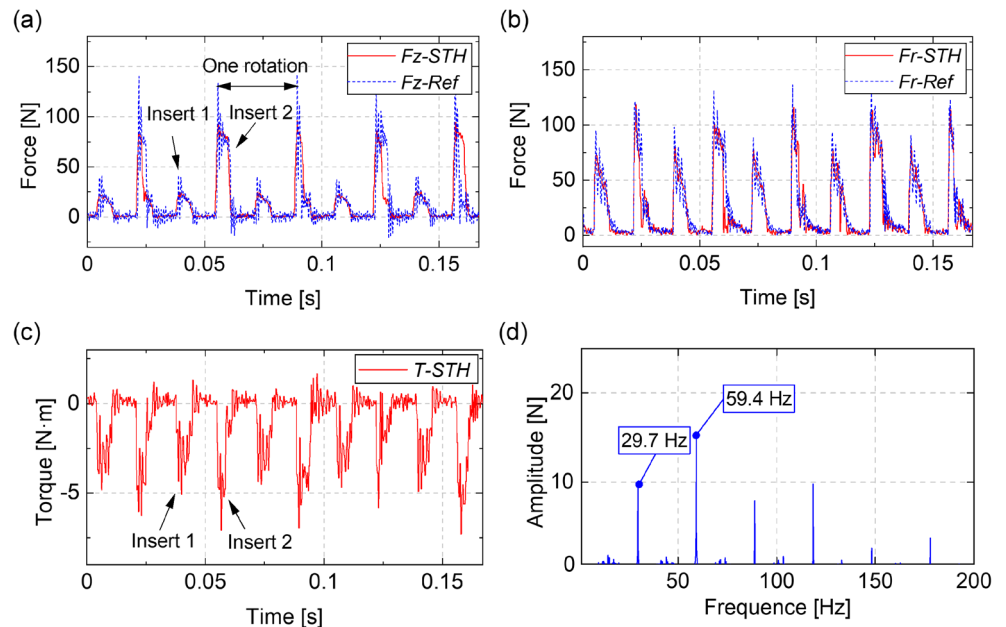 (a)
Force [N]
150
100
50
0
One rotation
Insert 1
Insert 2
Fz-STH
Fz-Ref
0
0.05
0.1
0.15
Time [s]
(b)
Force [N]
150
100
50
0
Fr-STH
Fr-Ref
0
0.05
0.1
0.15
Time [s]
(c)
Torque [N·m]
0
−5
T-STH
Insert 1
Insert 2
0
0.05
0.1
0.15
Time [s]
(d)
Amplitude [N]
20
10
0
59.4 Hz
29.7 Hz
50
100
150
200
Frequence [Hz]